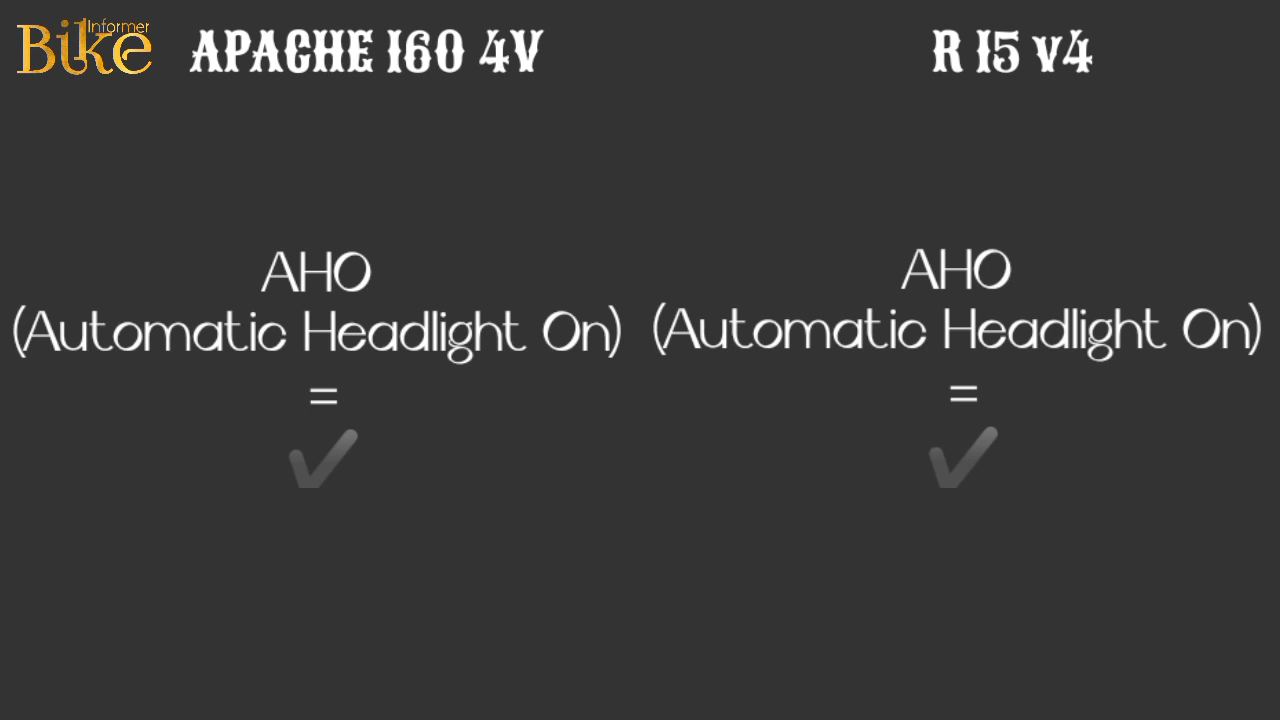 Bike Informer
APACHE 160 4V
R 15 v4
AHO
(Automatic Headlight On)
=
✔
AHO
(Automatic Headlight On)
=
✔